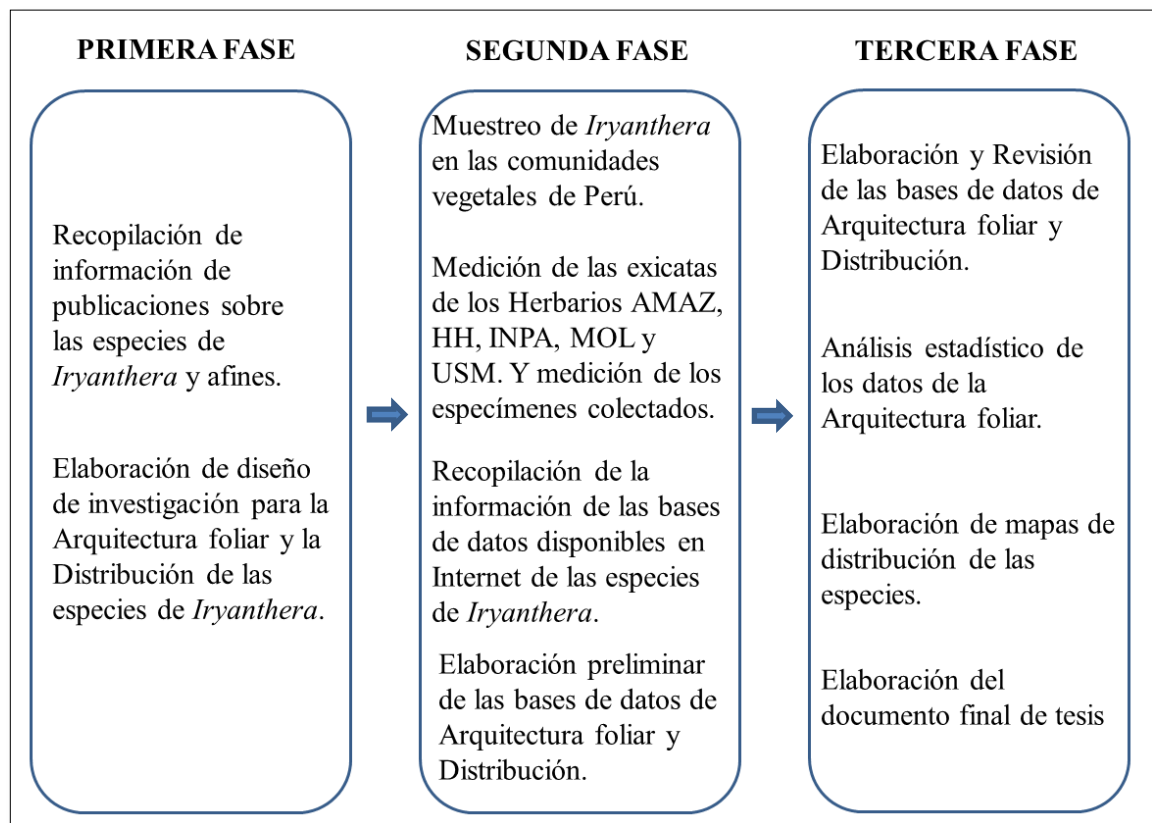 PRIMERA FASE
Recopilación de
información de
publicaciones sobre
las especies de
Iryanthera y afines.
Elaboración de diseño
de investigación para la
Arquitectura foliar y la
Distribución de las
especies de Iryanthera.
SEGUNDA FASE
Muestreo de Iryanthera
en las comunidades
vegetales de Perú.
Medición de las exicatas
de los Herbarios AMAZ,
HH, INPA, MOL y
USM. Y medición de los
especímenes colectados.
Recopilación de la
información de las bases
de datos disponibles en
Internet de las especies
de Iryanthera.
Elaboración preliminar
de las bases de datos de
Arquitectura foliar y
Distribución.
TERCERA FASE
Elaboración y Revisión
de las bases de datos de
Arquitectura foliar y
Distribución.
Análisis estadístico de
los datos de la
Arquitectura foliar.
Elaboración de mapas de
distribución de las
especies.
Elaboración del
documento final de tesis